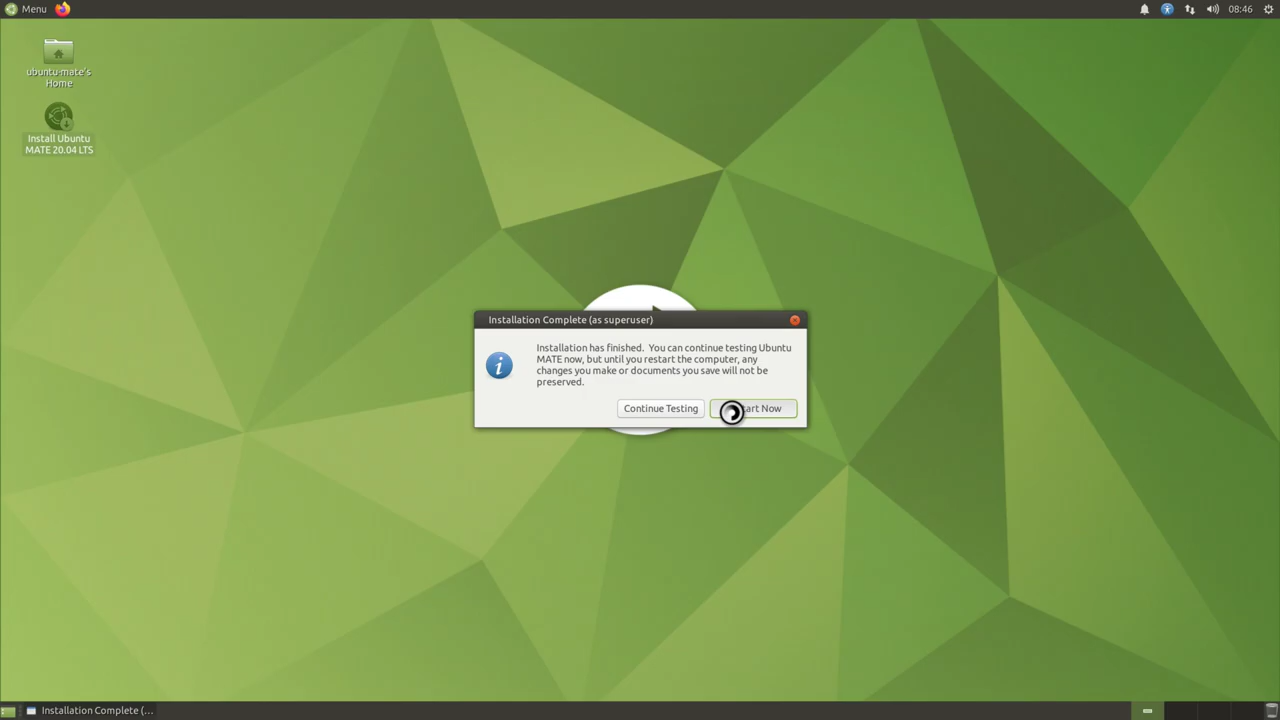 Menu
08:46
ubuntu-mate's
Home
Install Ubuntu
MATE 20.04 LTS
Installation Complete (as superuser)
Installation has finished.  You can continue testing Ubuntu
MATE now, but until you restart the computer, any
changes you make or documents you save will not be
preserved.
Continue Testing
Now
Installation Complete (...